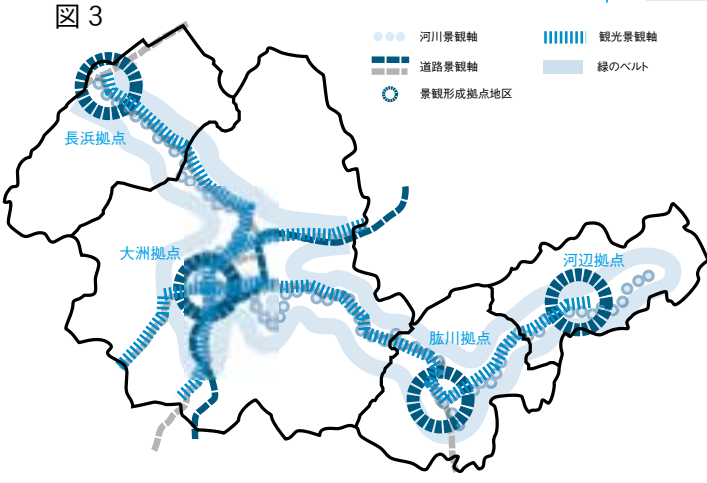 図 3
河川景観軸
観光景観軸
道路景観軸
緑のベルト
景観形成拠点地区
長浜拠点
大洲拠点
河辺拠点
肱川拠点